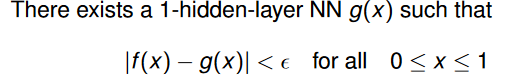 There exists a 1-hidden-layer NN g(x) such that
|f(x) − g(x)| < ϵ for all 0 ≤ x ≤ 1